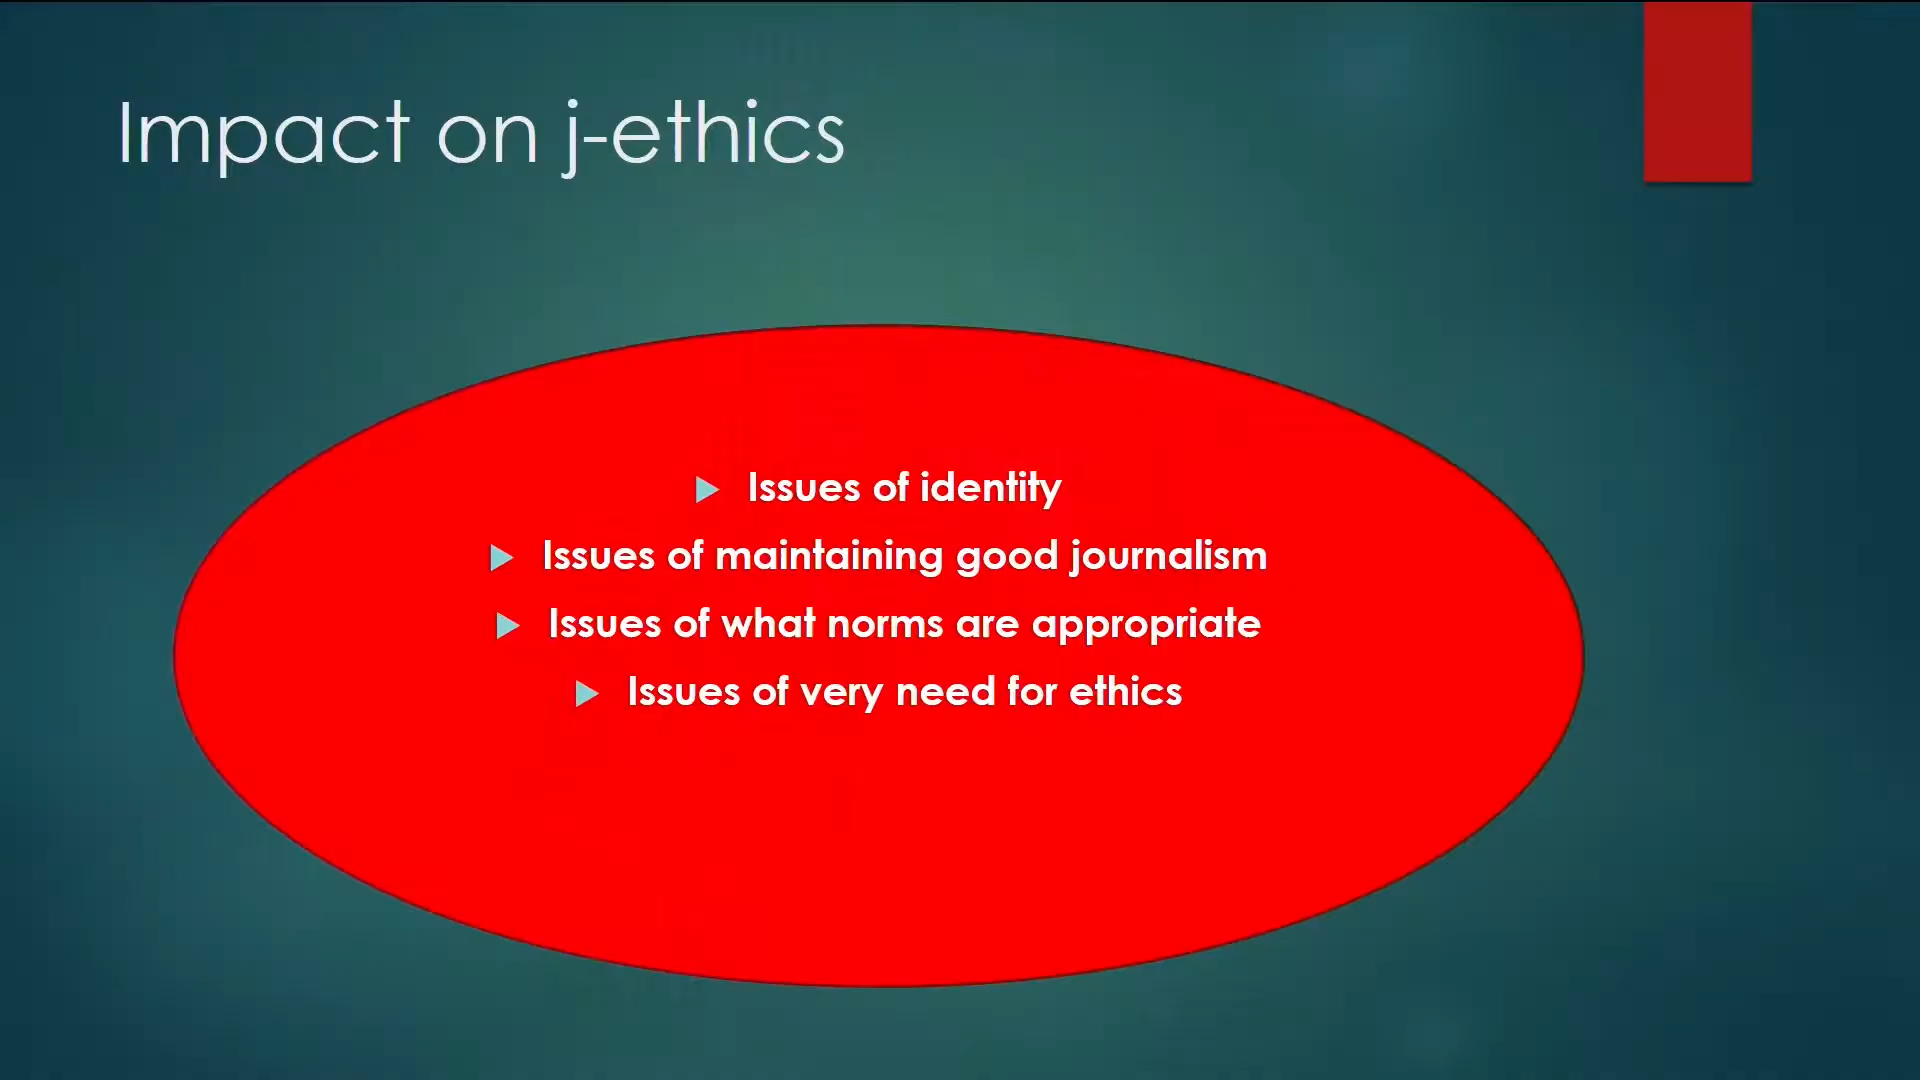 Impact on j-ethics
Issues of identity
Issues of maintaining good journalism
Issues of what norms are appropriate
Issues of very need for ethics